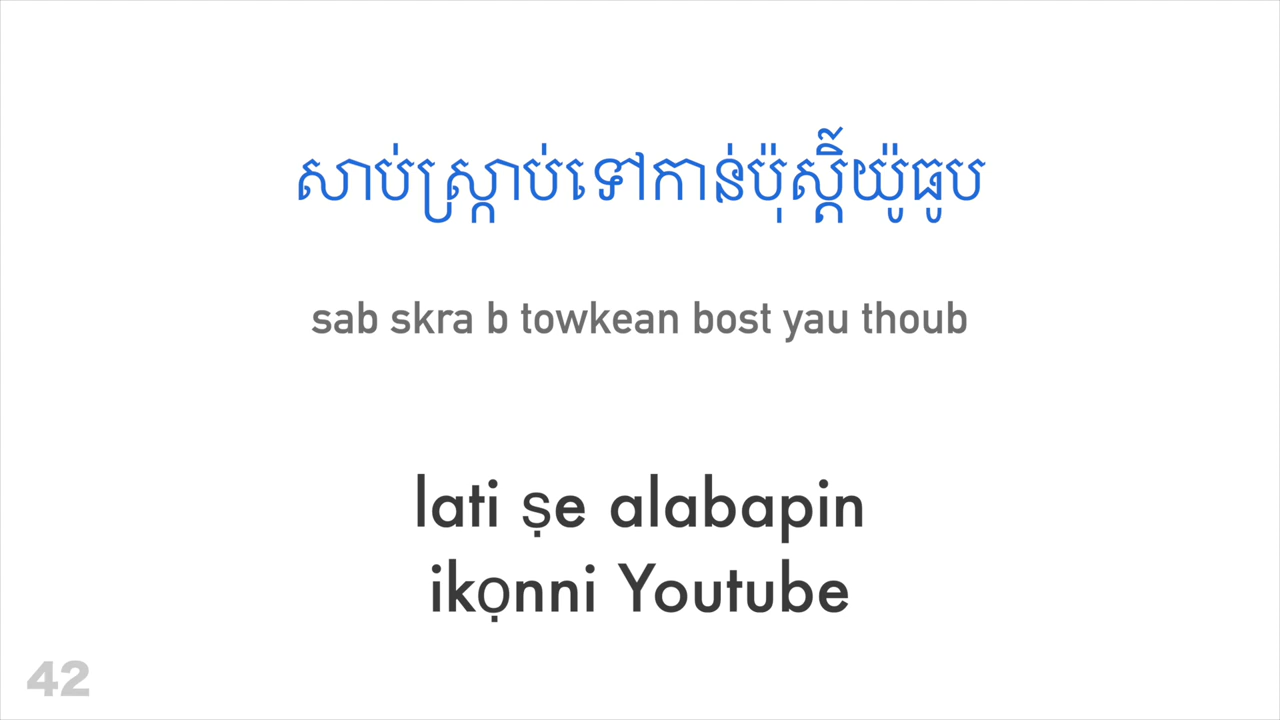 សាប់ស្រ្កាប់ទៅកាន់ប៉ុស្តិ៍យ៉ូធូប
sab skra b towkean bost yau thoub
lati ṣe alabapin
ikọnni Youtube
42